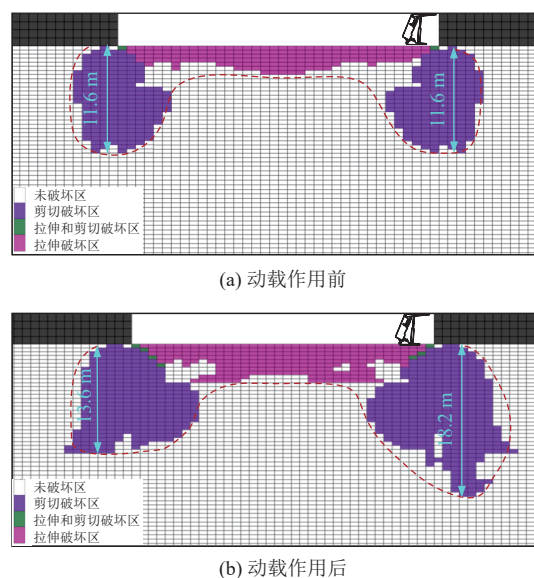 11.6 m
11.6 m
未破坏区
剪切破坏区
拉伸和剪切破坏区
拉伸破坏区
(a) 动载作用前
13.6 m
18.2 m
未破坏区
剪切破坏区
拉伸和剪切破坏区
拉伸破坏区
(b) 动载作用后